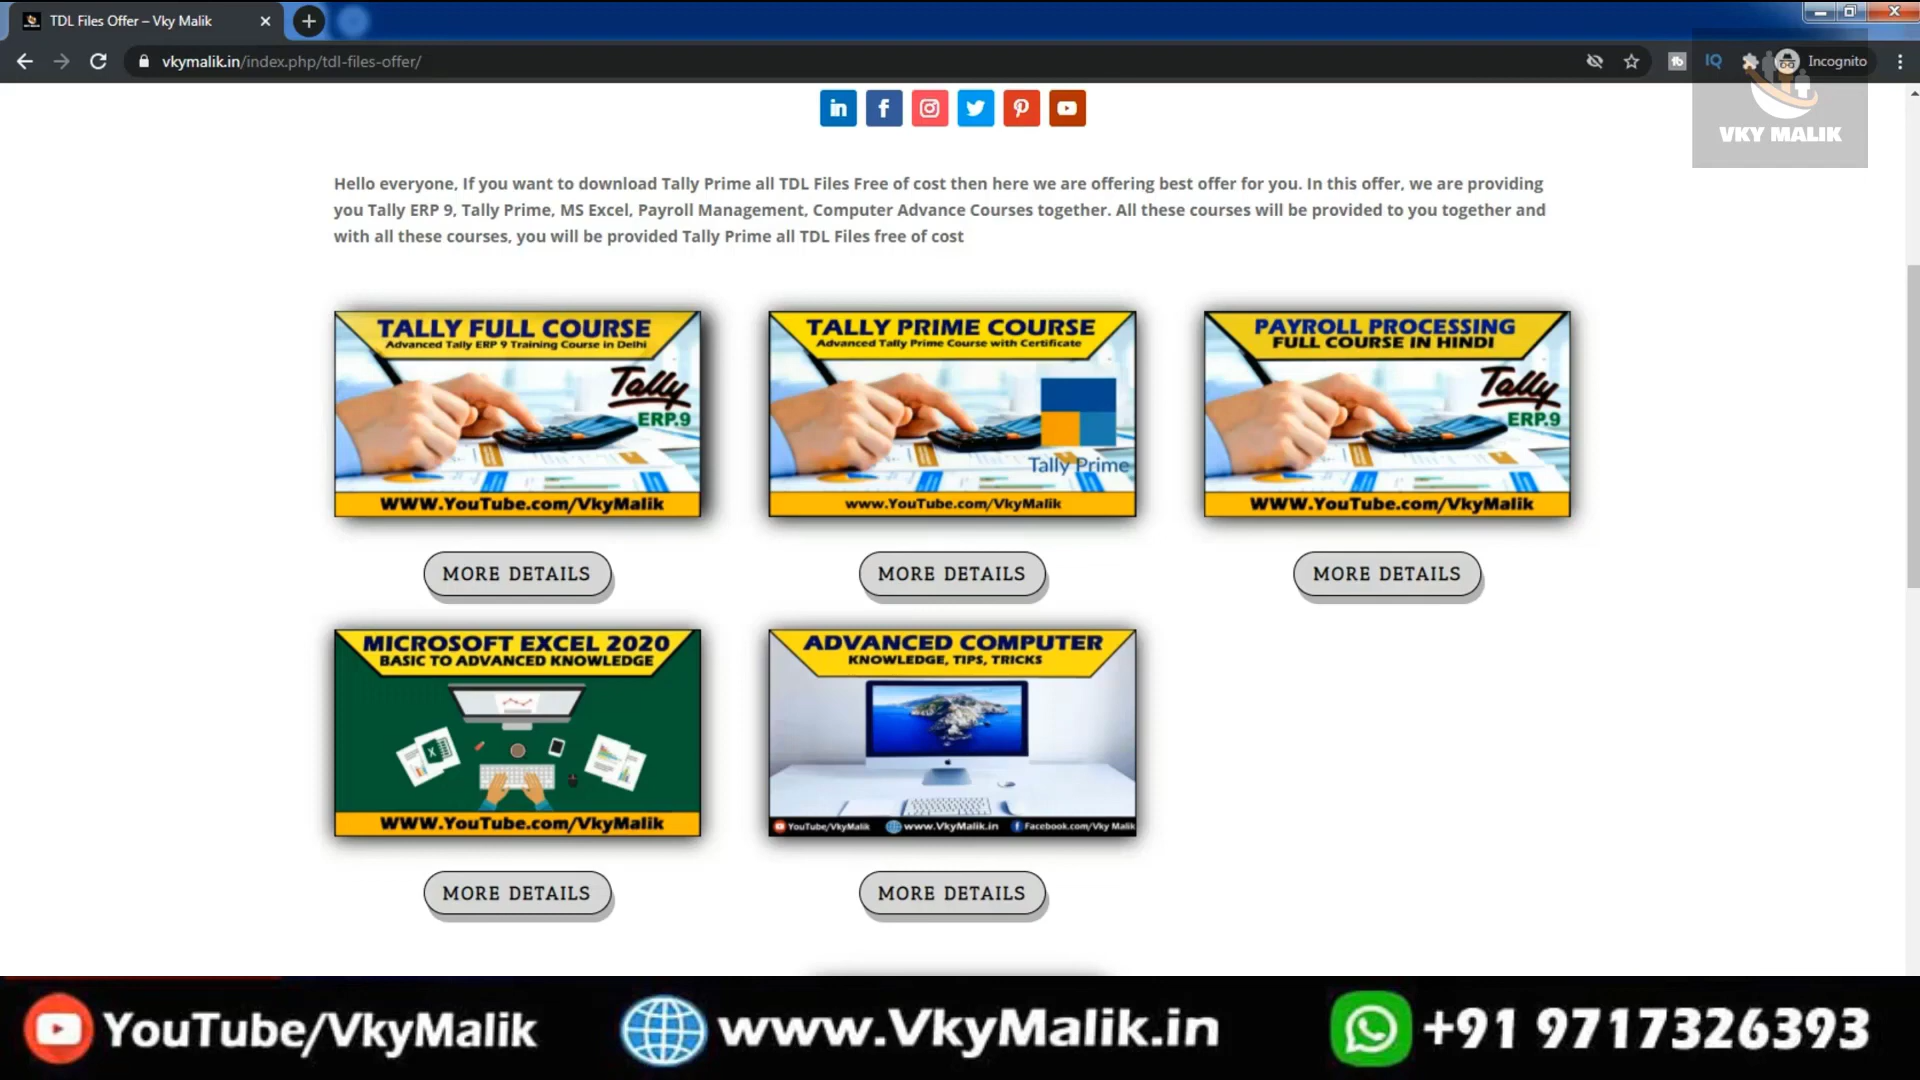 TDL Files Offer – Vky Malik
vkymalik.in/index.php/tdl-files-offer/
tb
IQ
Incognito
VKY MALIK
in
Hello everyone, If you want to download Tally Prime all TDL Files Free of cost then here we are offering best offer for you. In this offer, we are providing
you Tally ERP 9, Tally Prime, MS Excel, Payroll Management, Computer Advance Courses together. All these courses will be provided to you together and
with all these courses, you will be provided Tally Prime all TDL Files free of cost
TALLY FULL COURSE
Advanced Tally ERP 9 Training Course in Delhi
Tally
ERP.9
WWW.YouTube.com/VkyMalik
TALLY PRIME COURSE
Advanced Tally Prime Course with Certificate
Tally Prime
www.YouTube.com/VkyMalik
PAYROLL PROCESSING
FULL COURSE IN HINDI
Tally
ERP.9
WWW.YouTube.com/VkyMalik
MORE DETAILS
MORE DETAILS
MORE DETAILS
MICROSOFT EXCEL 2020
BASIC TO ADVANCED KNOWLEDGE
WWW.YouTube.com/VkyMalik
ADVANCED COMPUTER
KNOWLEDGE, TIPS, TRICKS
YouTube/VkyMalik
www.VkyMalik.in
Facebook.com/Vky Malik
MORE DETAILS
MORE DETAILS
YouTube/VkyMalik
www.VkyMalik.in
+91 9717326393